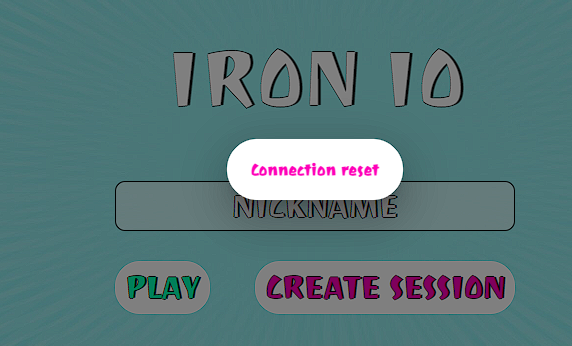 IRON IO
Connection reset
NICKNAME
PLAY
CREATE SESSION